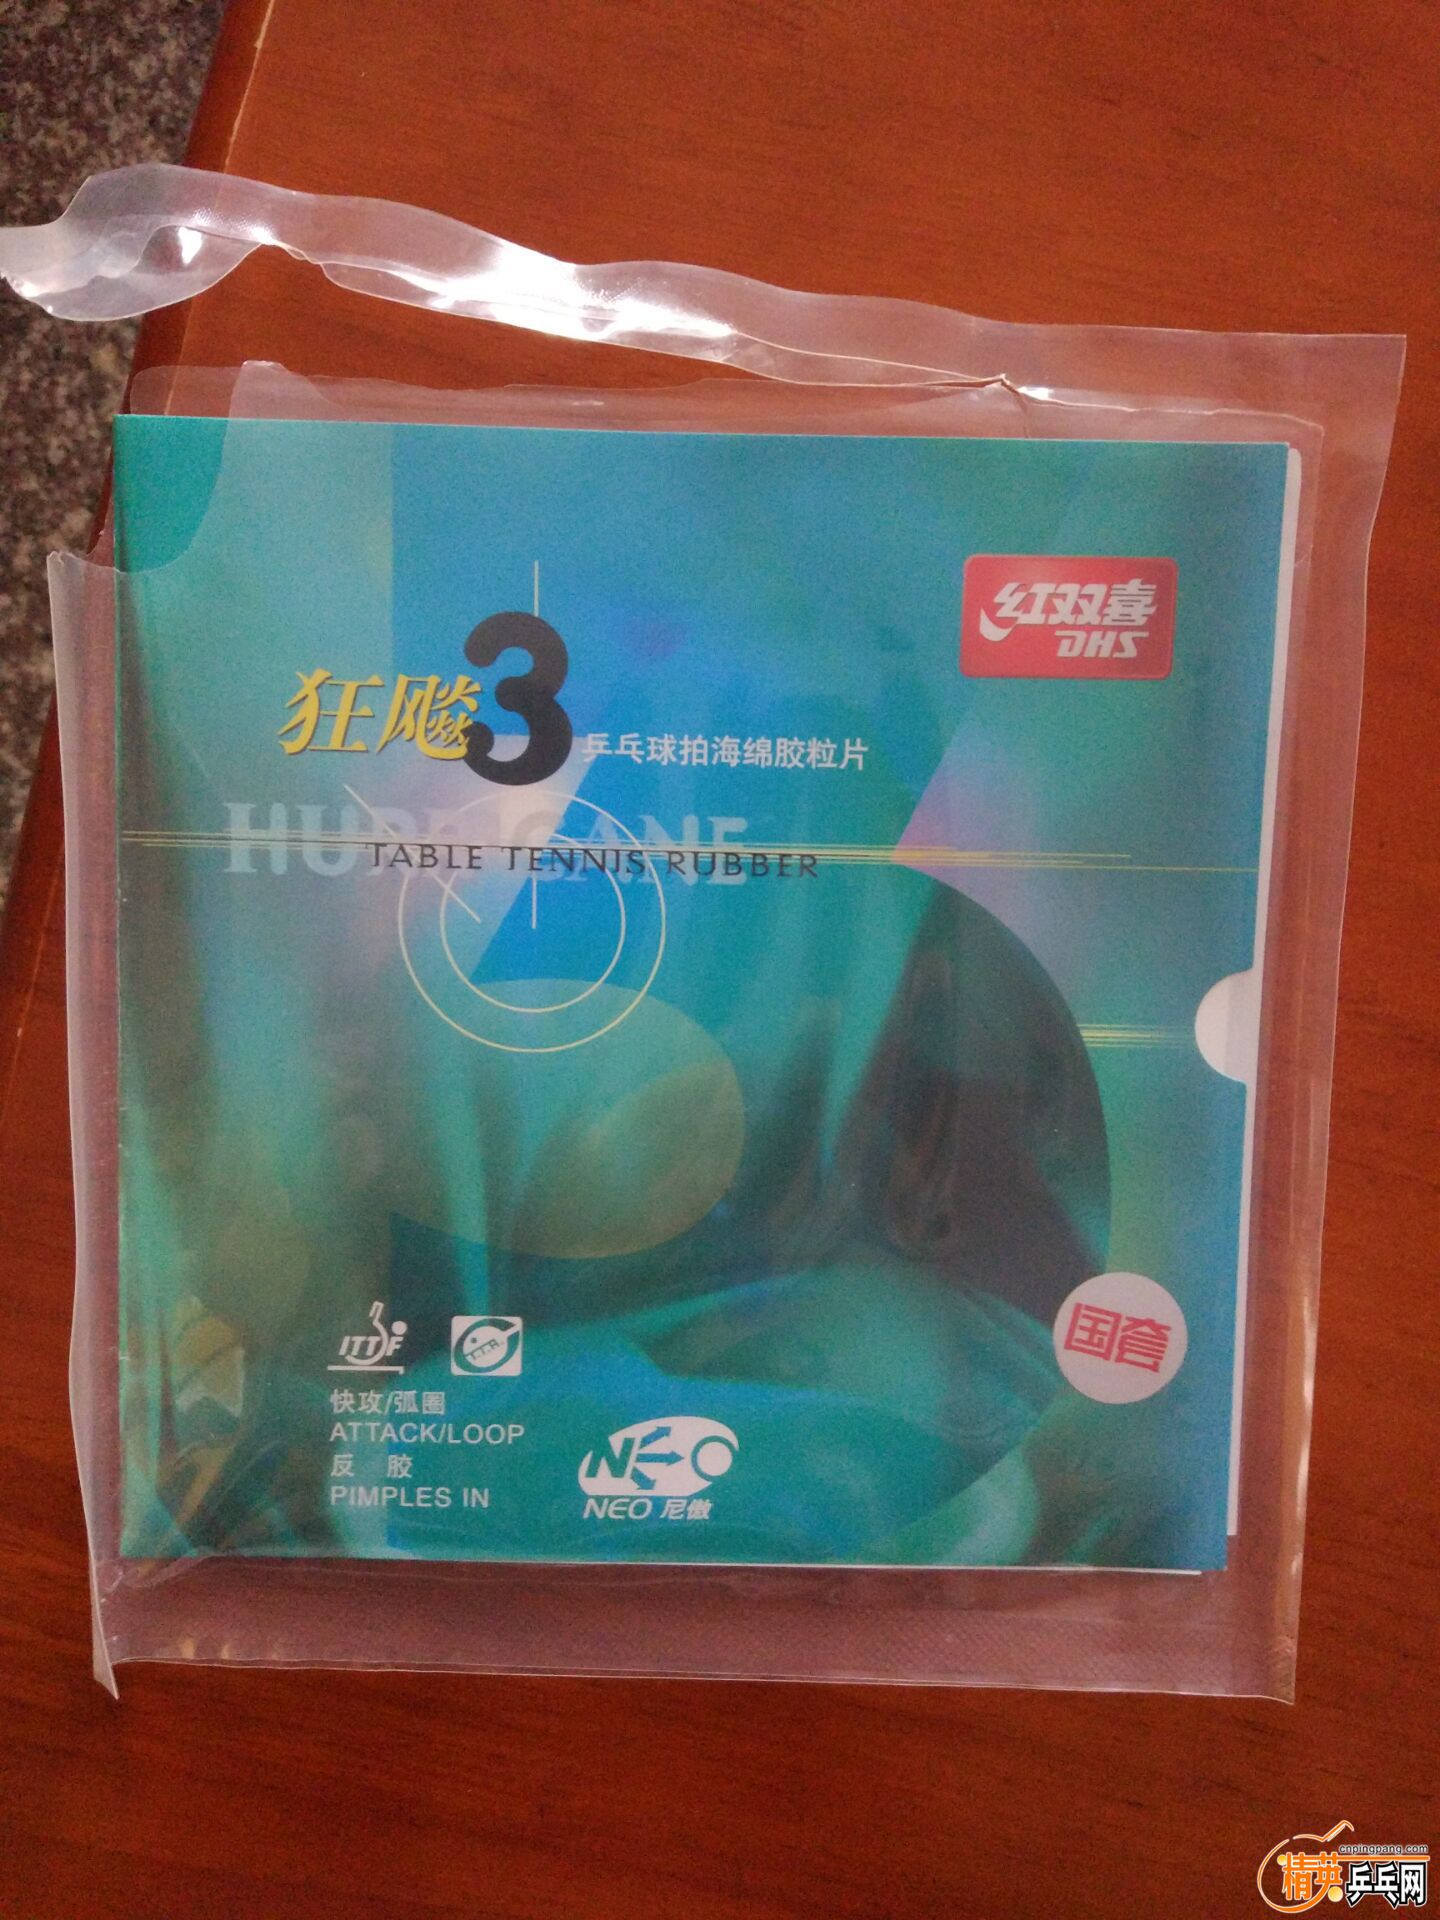 红双喜
DHS
狂飚3
乒乓球拍海绵胶粒片
HURRICANE
TABLE TENNIS RUBBER
国套
ITTF
快攻/弧圈
ATTACK/LOOP
反 胶
PIMPLES IN
NEO
NEO 尼傲
cnpingpang.com
精英乒乓网